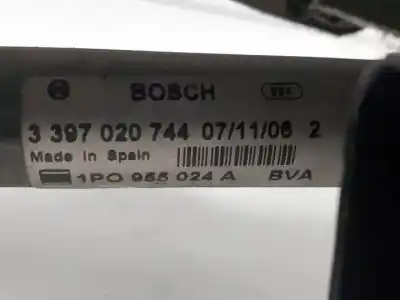 BOSCH
3 397 020 744 07/11/06 2
Made in Spain
1P0 955 024 A BVA